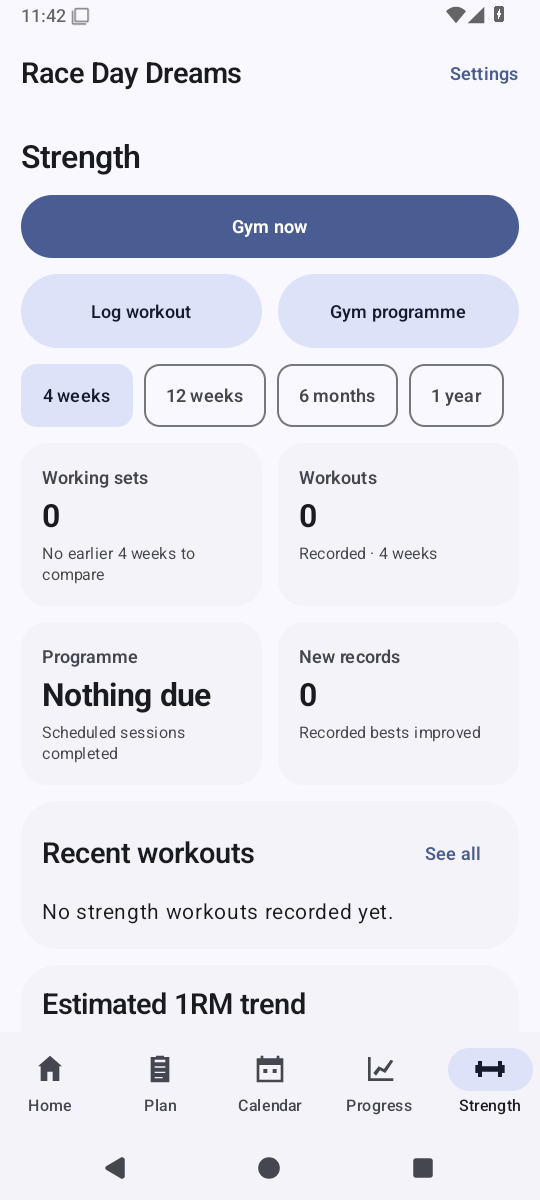 11:42
Race Day Dreams
Settings
Strength
Gym now
Log workout
Gym programme
4 weeks
12 weeks
6 months
1 year
Working sets
0
No earlier 4 weeks to
compare
Workouts
0
Recorded · 4 weeks
Programme
Nothing due
Scheduled sessions
completed
New records
0
Recorded bests improved
Recent workouts
See all
No strength workouts recorded yet.
Estimated 1RM trend
Home
Plan
Calendar
Progress
Strength